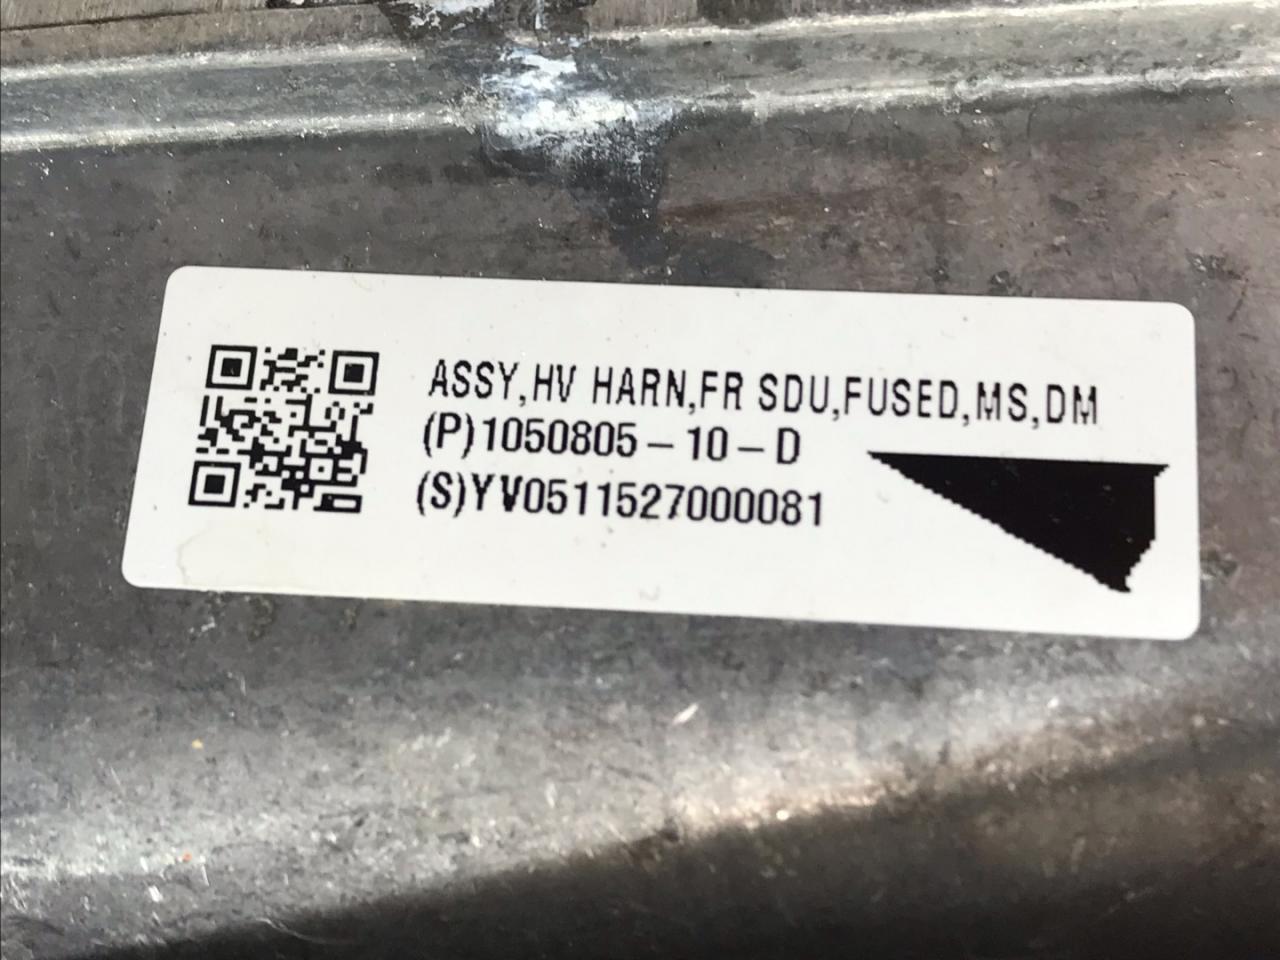 ASSY,HV HARN,FR SDU,FUSED,MS,DM
(P)1050805-10-D
(S)YV0511527000081